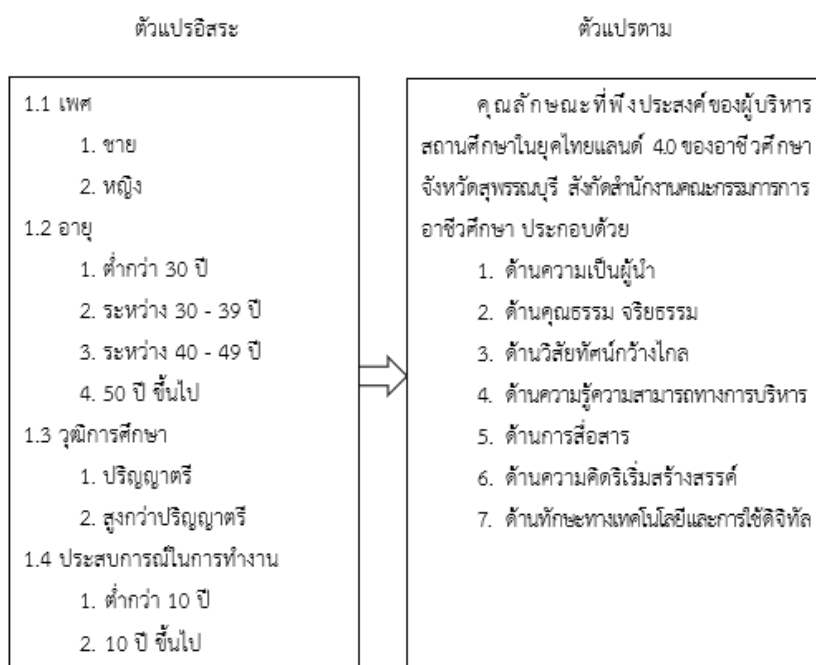 ตัวแปรอิสระ
1.1 เพศ
1. ชาย
2. หญิง
1.2 อายุ
1. ต่ำกว่า 30 ปี
2. ระหว่าง 30 - 39 ปี
3. ระหว่าง 40 - 49 ปี
4. 50 ปี ขึ้นไป
1.3 วุฒิการศึกษา
1. ปริญญาตรี
2. สูงกว่าปริญญาตรี
1.4 ประสบการณ์ในการทำงาน
1. ต่ำกว่า 10 ปี
2. 10 ปี ขึ้นไป
ตัวแปรตาม
คุณลักษณะที่พึงประสงค์ของผู้บริหาร
สถานศึกษาในยุคไทยแลนด์ 4.0 ของอาชีวศึกษา
จังหวัดสุพรรณบุรี สังกัดสำนักงานคณะกรรมการการ
อาชีวศึกษา ประกอบด้วย
1. ด้านความเป็นผู้นำ
2. ด้านคุณธรรม จริยธรรม
3. ด้านวิสัยทัศน์กว้างไกล
4. ด้านความรู้ความสามารถทางการบริหาร
5. ด้านการสื่อสาร
6. ด้านความคิดริเริ่มสร้างสรรค์
7. ด้านทักษะทางเทคโนโลยีและการใช้ดิจิทัล